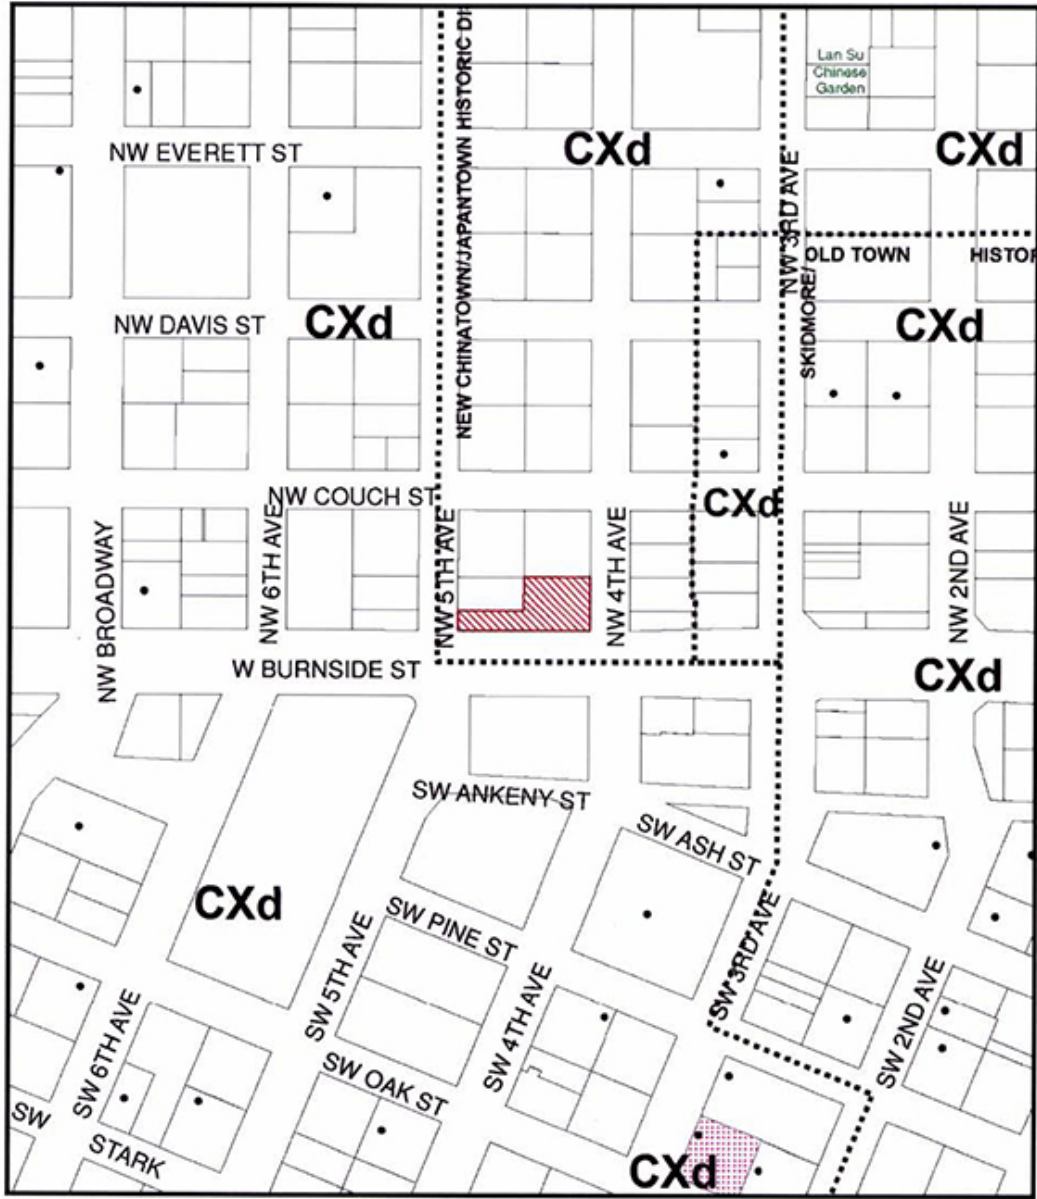 Lan Su
Chinese
Garden
NEW CHINATOWN/JAPANTOWN HISTORIC DI
CXd
CXd
NW EVERETT ST
NW 3RD AVE
OLD TOWN
HISTOR
SKIDMORE/
NW DAVIS ST
CXd
CXd
NW COUCH ST
CXd
NW BROADWAY
NW 6TH AVE
NW 5TH AVE
NW 4TH AVE
NW 2ND AVE
W BURNSIDE ST
CXd
SW ANKENY ST
SW ASH ST
CXd
SW PINE ST
SW 5TH AVE
SW 4TH AVE
SW 3RD AVE
SW 2ND AVE
SW 6TH AVE
SW OAK ST
SW
STARK
CXd